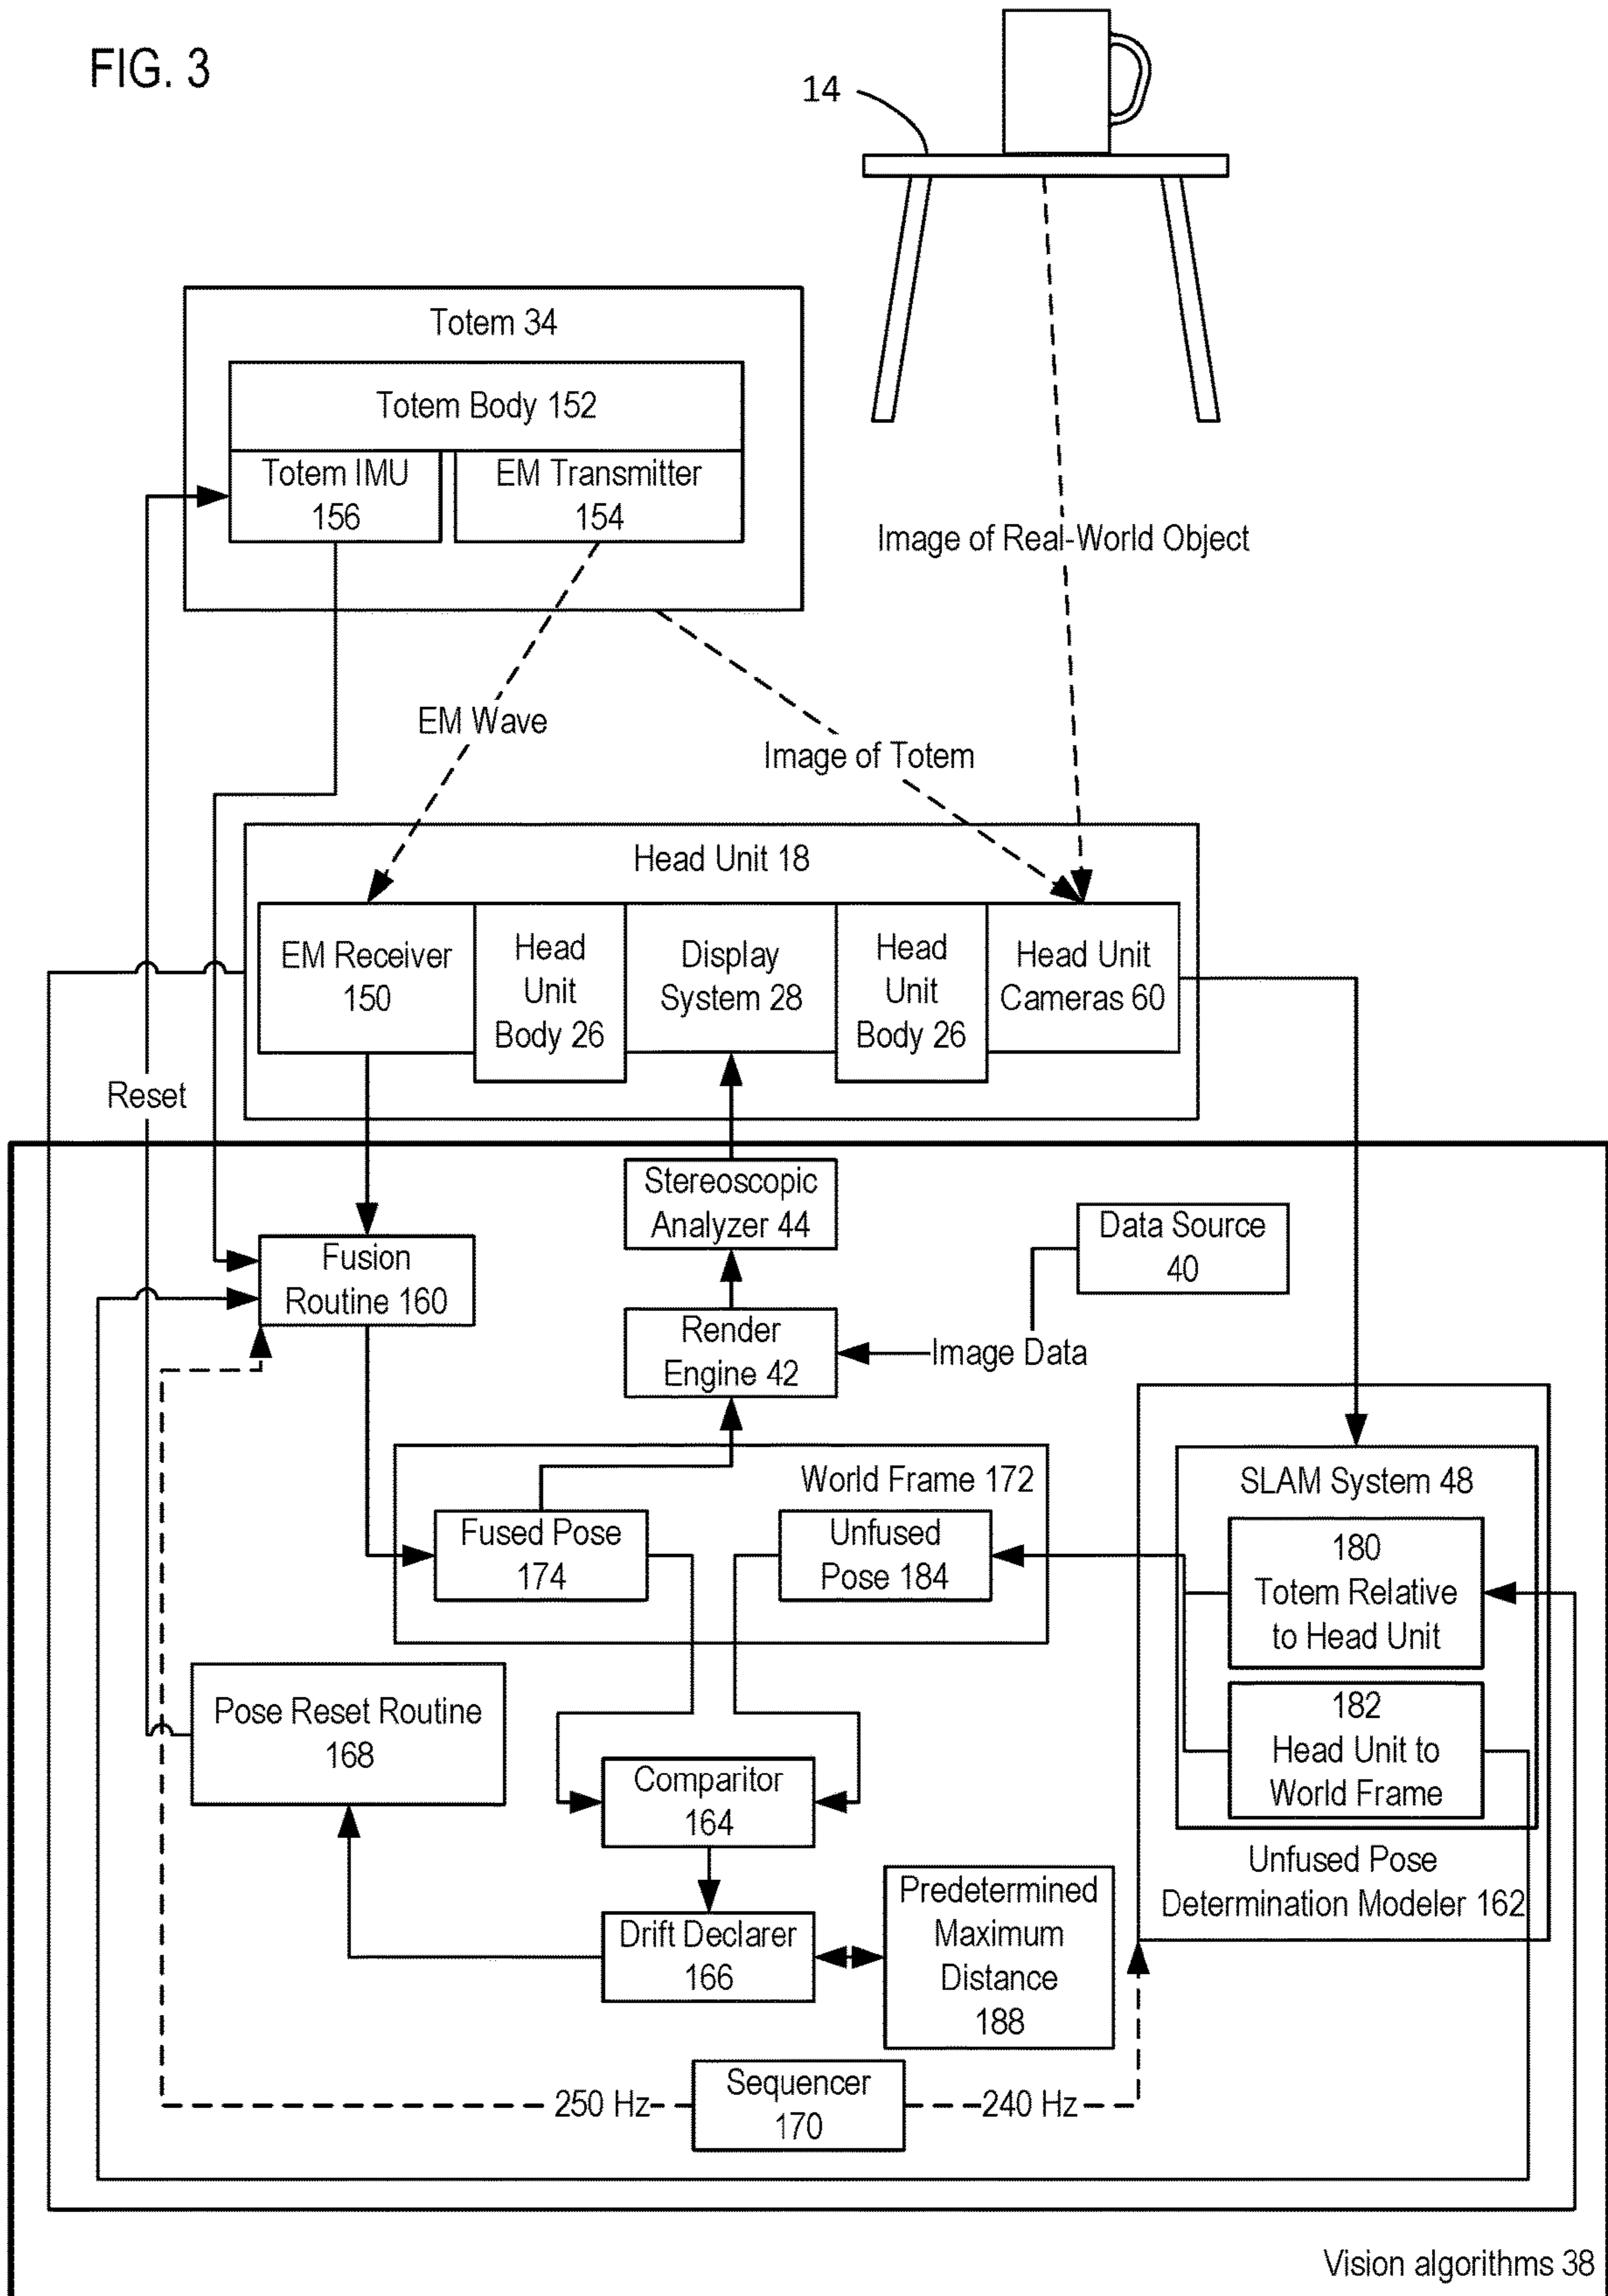 FIG. 3
14
Totem 34
Totem Body 152
Totem IMU
156
EM Transmitter
154
Image of Real-World Object
EM Wave
Image of Totem
Head Unit 18
EM Receiver
150
Head
Unit
Body 26
Display
System 28
Head
Unit
Body 26
Head Unit
Cameras 60
Reset
Stereoscopic
Analyzer 44
Data Source
40
Fusion
Routine 160
Render
Engine 42
Image Data
World Frame 172
SLAM System 48
Fused Pose
174
Unfused
Pose 184
180
Totem Relative
to Head Unit
Pose Reset Routine
168
182
Head Unit to
World Frame
Comparitor
164
Unfused Pose
Determination Modeler 162
Drift Declarer
166
Predetermined
Maximum
Distance
188
250 Hz
Sequencer
170
240 Hz
Vision algorithms 38